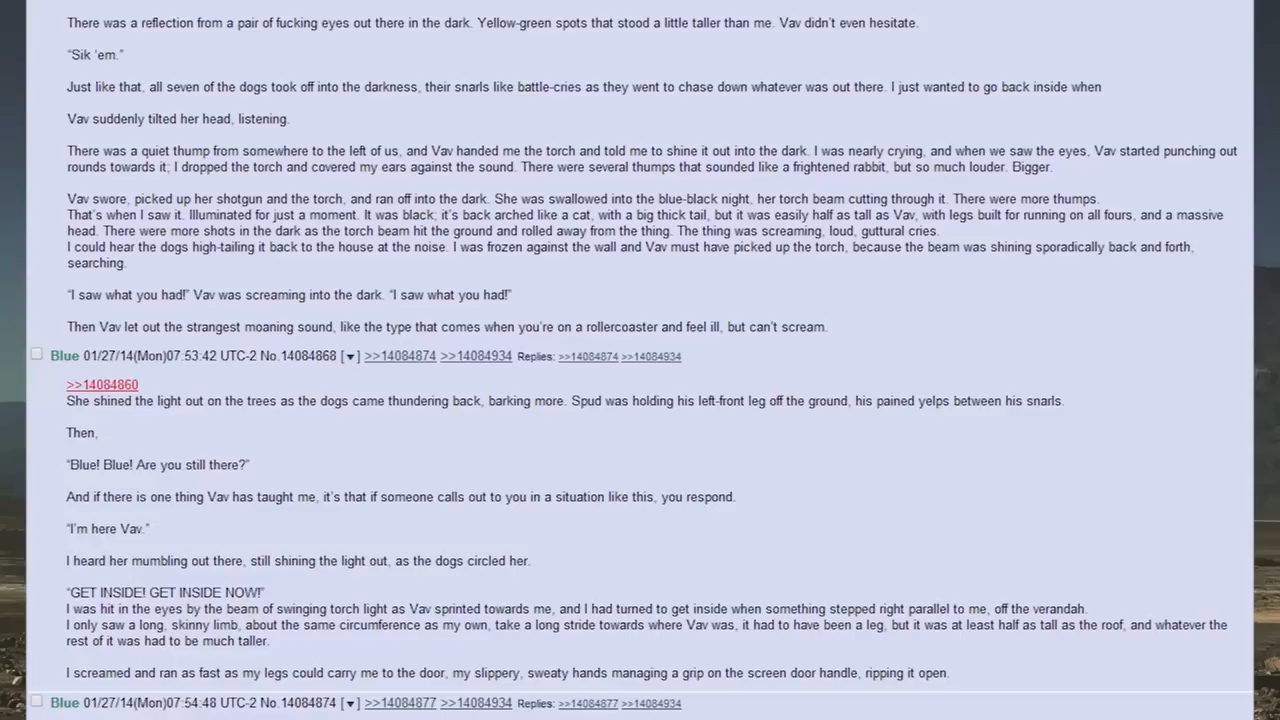 There was a reflection from a pair of fucking eyes out there in the dark. Yellow-green spots that stood a little taller than me. Vav didn't even hesitate.
“Sik ‘em.”
Just like that, all seven of the dogs took off into the darkness, their snarls like battle-cries as they went to chase down whatever was out there. I just wanted to go back inside when
Vav suddenly tilted her head, listening.
There was a quiet thump from somewhere to the left of us, and Vav handed me the torch and told me to shine it out into the dark. I was nearly crying, and when we saw the eyes, Vav started punching out
rounds towards it; I dropped the torch and covered my ears against the sound. There were several thumps that sounded like a frightened rabbit, but so much louder. Bigger.
Vav swore, picked up her shotgun and the torch, and ran off into the dark. She was swallowed into the blue-black night, her torch beam cutting through it. There were more thumps.
That's when I saw it. Illuminated for just a moment. It was black; it's back arched like a cat, with a big thick tail, but it was easily half as tall as Vav, with legs built for running on all fours, and a massive
head. There were more shots in the dark as the torch beam hit the ground and rolled away from the thing. The thing was screaming, loud, guttural cries.
I could hear the dogs high-tailing it back to the house at the noise. I was frozen against the wall and Vav must have picked up the torch, because the beam was shining sporadically back and forth,
searching.
“I saw what you had!” Vav was screaming into the dark. “I saw what you had!”
Then Vav let out the strangest moaning sound, like the type that comes when you're on a rollercoaster and feel ill, but can't scream.
Blue 01/27/14(Mon)07:53:42 UTC-2 No.14084868 [▼] >>14084874 >>14084934 Replies: >>14084874 >>14084934
>>14084860
She shined the light out on the trees as the dogs came thundering back, barking more. Spud was holding his left-front leg off the ground, his pained yelps between his snarls.
Then,
“Blue! Blue! Are you still there?”
And if there is one thing Vav has taught me, it's that if someone calls out to you in a situation like this, you respond.
“I'm here Vav.”
I heard her mumbling out there, still shining the light out, as the dogs circled her.
“GET INSIDE! GET INSIDE NOW!”
I was hit in the eyes by the beam of swinging torch light as Vav sprinted towards me, and I had turned to get inside when something stepped right parallel to me, off the verandah.
I only saw a long, skinny limb, about the same circumference as my own, take a long stride towards where Vav was, it had to have been a leg, but it was at least half as tall as the roof, and whatever the
rest of it was had to be much taller.
I screamed and ran as fast as my legs could carry me to the door, my slippery, sweaty hands managing a grip on the screen door handle, ripping it open.
Blue 01/27/14(Mon)07:54:48 UTC-2 No.14084874 [▼] >>14084877 >>14084934 Replies: >>14084877 >>14084934